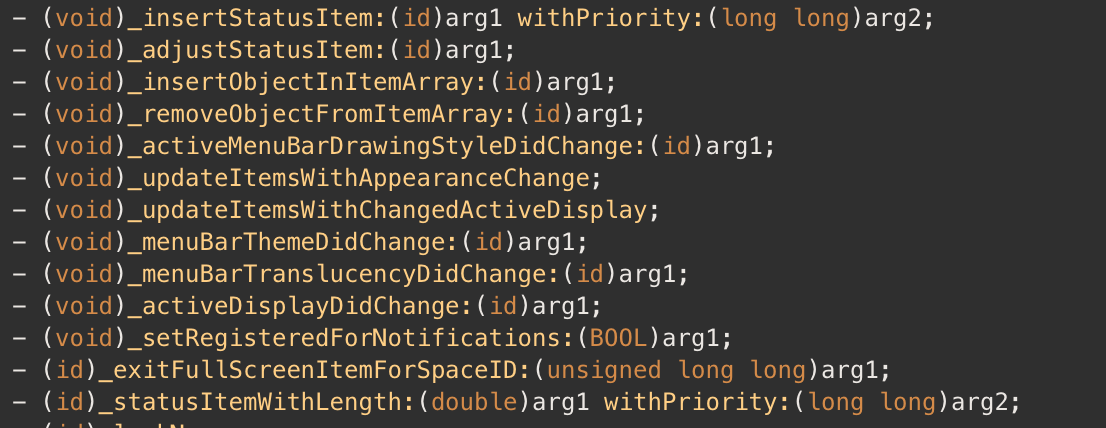 - (void)_insertStatusItem:(id)arg1 withPriority:(long long)arg2;
- (void)_adjustStatusItem:(id)arg1;
- (void)_insertObjectInItemArray:(id)arg1;
- (void)_removeObjectFromItemArray:(id)arg1;
- (void)_activeMenuBarDrawingStyleDidChange:(id)arg1;
- (void)_updateItemsWithAppearanceChange;
- (void)_updateItemsWithChangedActiveDisplay;
- (void)_menuBarThemeDidChange:(id)arg1;
- (void)_menuBarTranslucencyDidChange:(id)arg1;
- (void)_activeDisplayDidChange:(id)arg1;
- (void)_setRegisteredForNotifications:(BOOL)arg1;
- (id)_exitFullScreenItemForSpaceID:(unsigned long long)arg1;
- (id)_statusItemWithLength:(double)arg1 withPriority:(long long)arg2;